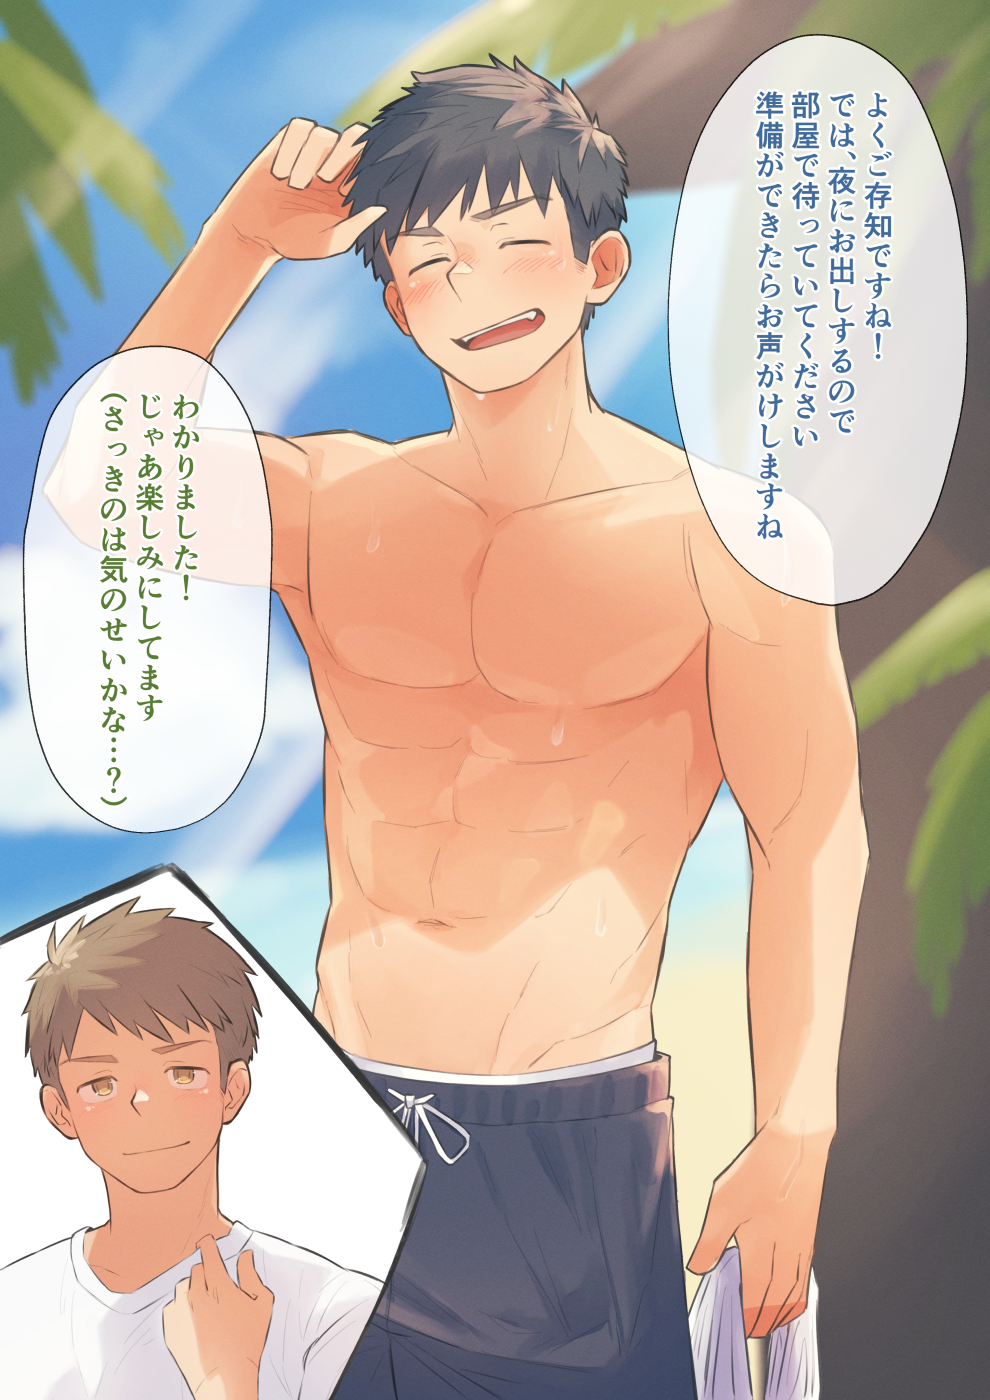 よくご存知ですね！
では、夜にお出しするので
部屋で待っていてください
準備ができたらお声がけしますね
わかりました！
じゃあ楽しみにしてます
（さっきのは気のせいかな…？）